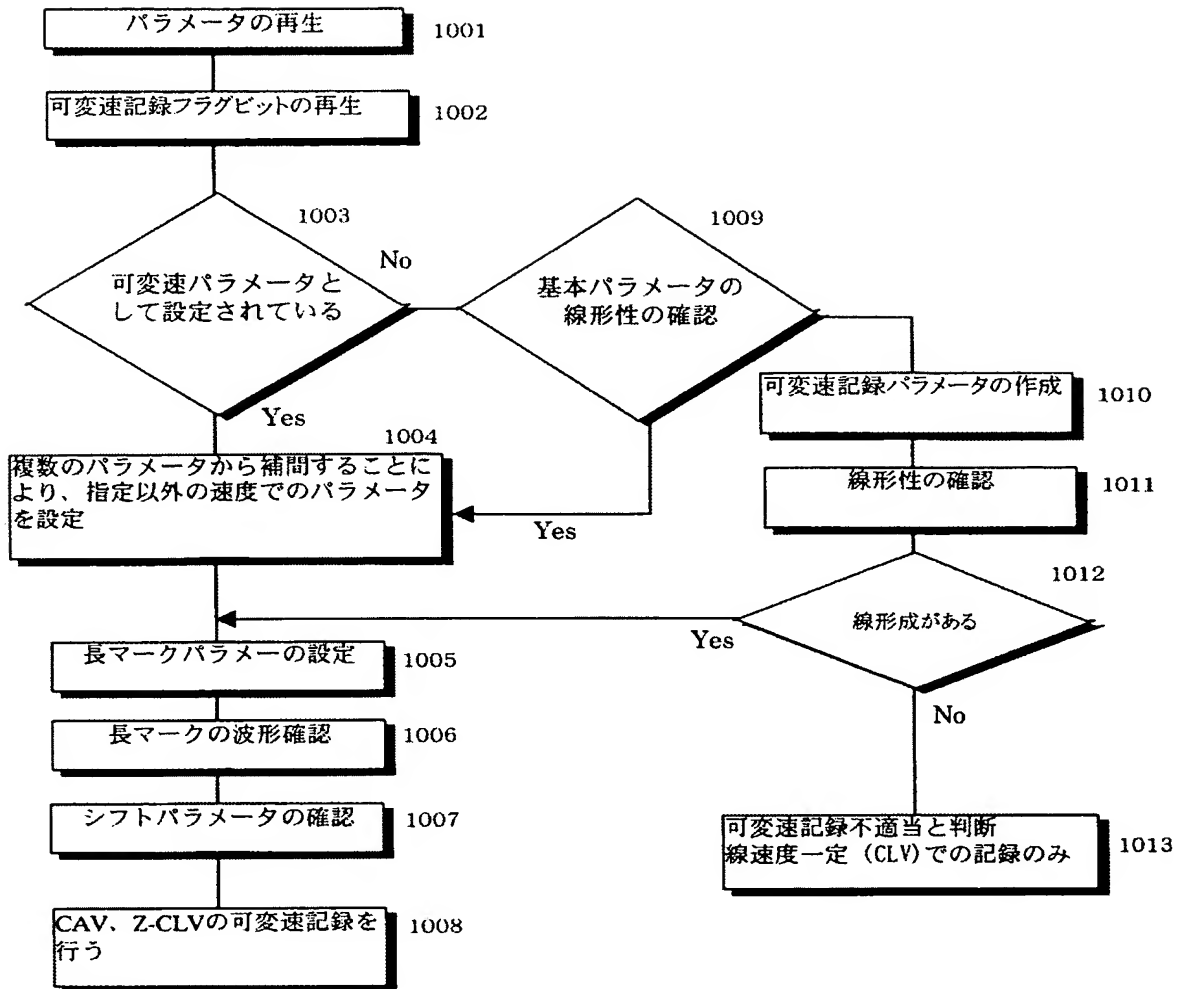 パラメータの再生
1001
可変速記録フラグビットの再生
1002
1003
可変速パラメータと
して設定されている
No
Yes
1009
基本パラメータの
線形性の確認
Yes
1004
複数のパラメータから補問することに
より、指定以外の速度でのパラメータ
を設定
可変速記録パラメータの作成
1010
線形性の確認
1011
1012
線形成がある
Yes
No
長マークパラメーの設定
1005
長マークの波形確認
1006
シフトパラメータの確認
1007
CAV、Z-CLVの可変速記録を
行う
1008
可変速記録不適当と判断
線速度一定 (CLV)での記録のみ
1013